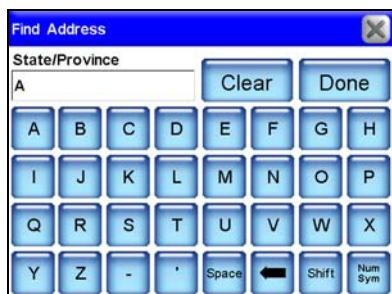 Find Address
State/Province
A
Clear Done
A B C D E F G H
I J K L M N O P
Q R S T U V W X
Y Z - ' Space Shift Num Sym